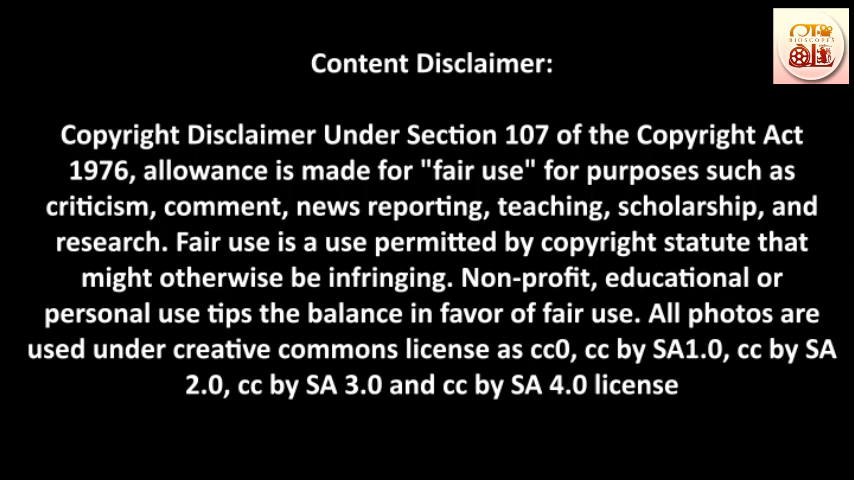 BIOSCOPES
Content Disclaimer:
Copyright Disclaimer Under Section 107 of the Copyright Act
1976, allowance is made for "fair use" for purposes such as
criticism, comment, news reporting, teaching, scholarship, and
research. Fair use is a use permitted by copyright statute that
might otherwise be infringing. Non-profit, educational or
personal use tips the balance in favor of fair use. All photos are
used under creative commons license as cc0, cc by SA1.0, cc by SA
2.0, cc by SA 3.0 and cc by SA 4.0 license